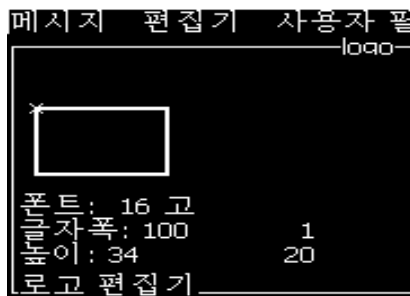 메시지 편집기 사용자 필
logo
폰트: 16 고
글자폭: 100 1
높이: 34 20
로고 편집기